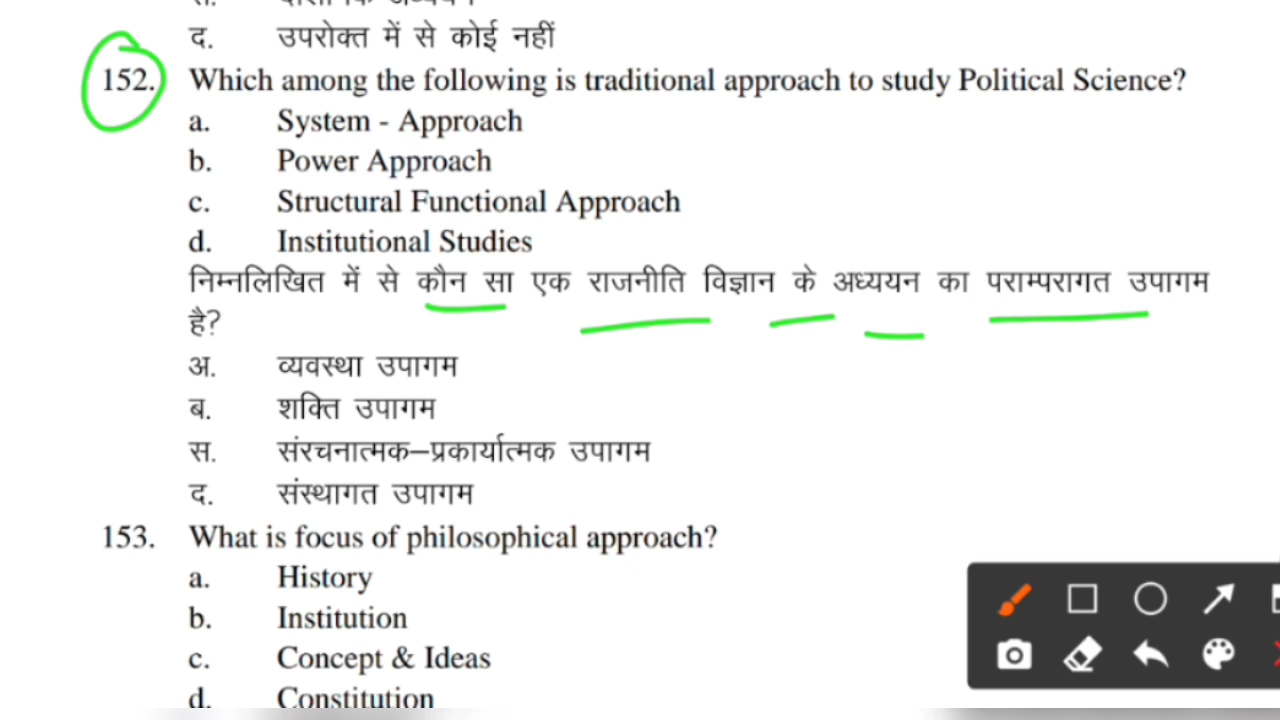 द. उपरोक्त में से कोई नहीं
152. Which among the following is traditional approach to study Political Science?
a. System - Approach
b. Power Approach
c. Structural Functional Approach
d. Institutional Studies
निम्नलिखित में से कौन सा एक राजनीति विज्ञान के अध्ययन का पराम्परागत उपागम
है?
अ. व्यवस्था उपागम
ब. शक्ति उपागम
स. संरचनात्मक–प्रकार्यात्मक उपागम
द. संस्थागत उपागम
153. What is focus of philosophical approach?
a. History
b. Institution
c. Concept & Ideas
d. Constitution